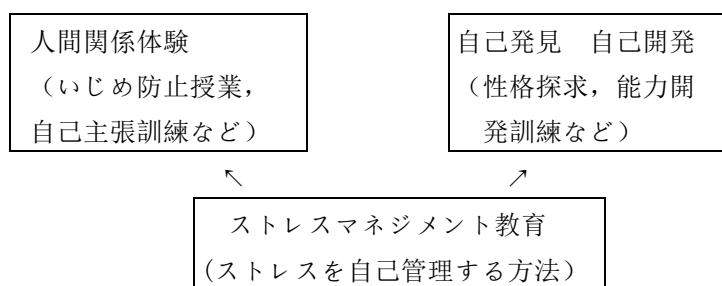 人間関係体験
(いじめ防止授業,
自己主張訓練など)
自己発見 自己開発
(性格探求,能力開
発訓練など)
↖ ↗
ストレスマネジメント教育
(ストレスを自己管理する方法)